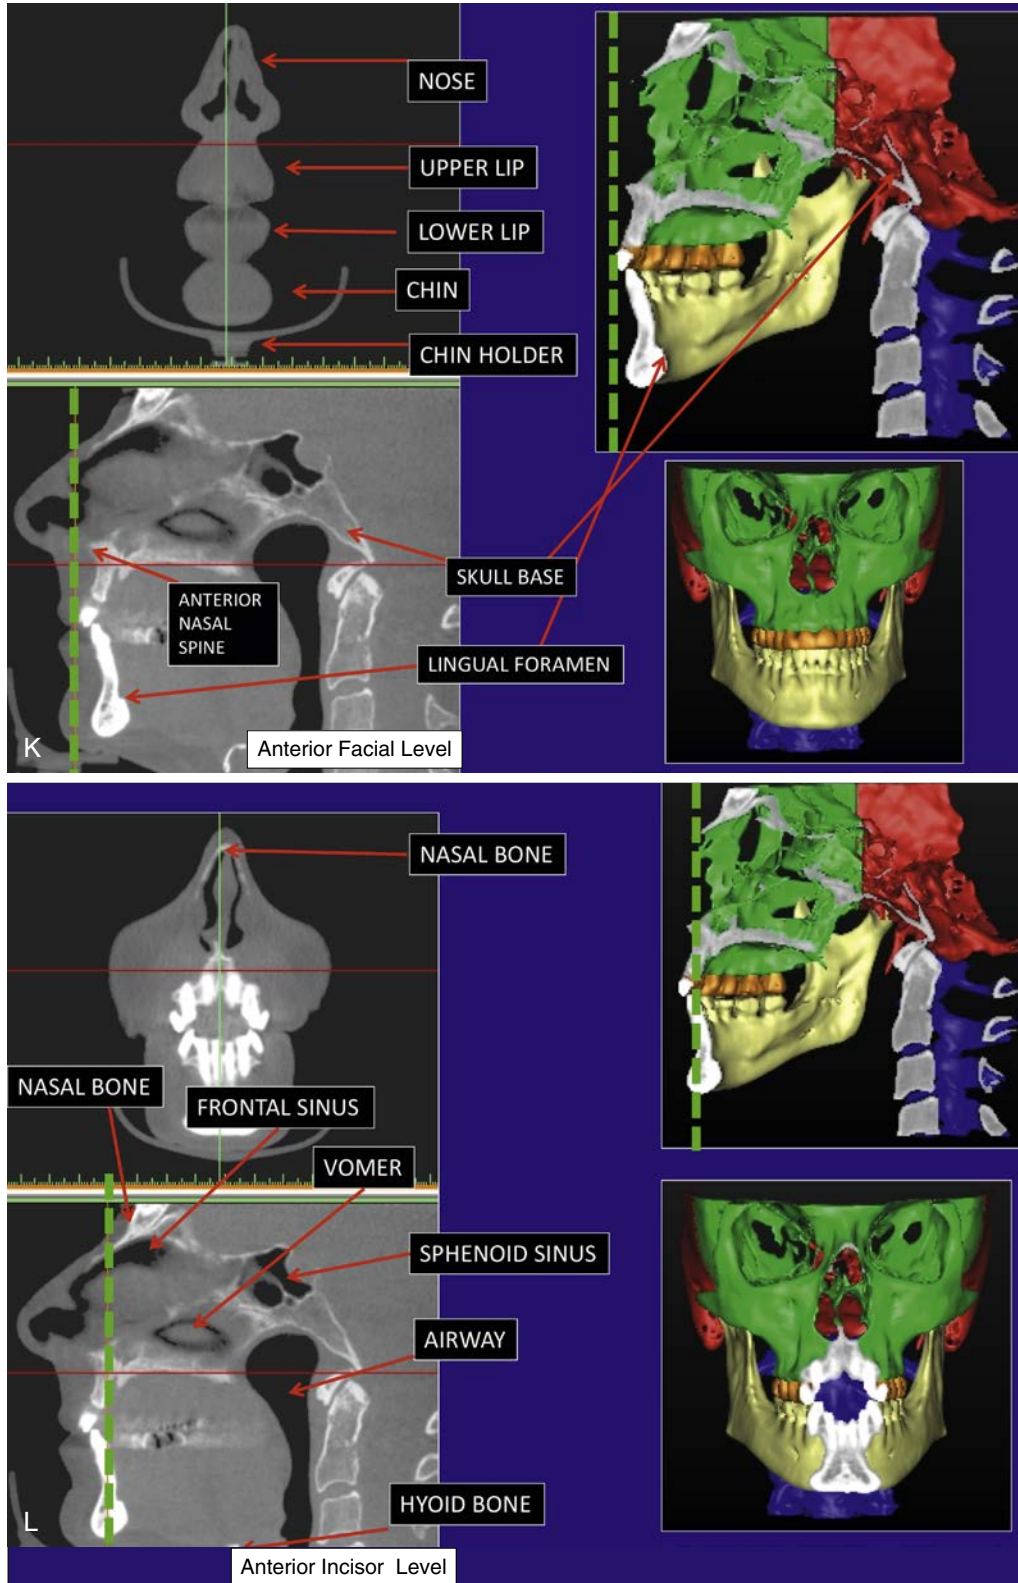 NOSE
UPPER LIP
LOWER LIP
CHIN
CHIN HOLDER
SKULL BASE
ANTERIOR
NASAL
SPINE
LINGUAL FORAMEN
K
Anterior Facial Level
NASAL BONE
NASAL BONE
FRONTAL SINUS
VOMER
SPHENOID SINUS
AIRWAY
HYOID BONE
L
Anterior Incisor Level